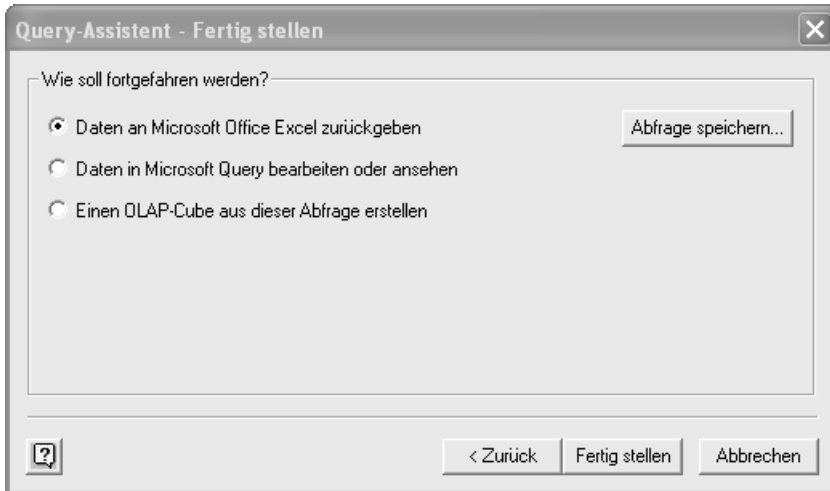 Query-Assistent - Fertig stellen
Wie soll fortgefahren werden?
Daten an Microsoft Office Excel zurückgeben
Abfrage speichern...
Daten in Microsoft Query bearbeiten oder ansehen
Einen OLAP-Cube aus dieser Abfrage erstellen
?
< Zurück
Fertig stellen
Abbrechen